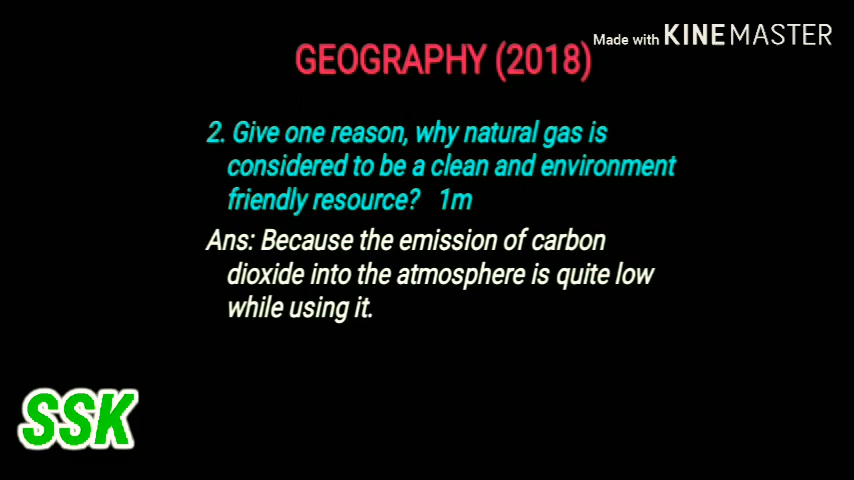 Made with KINEMASTER
GEOGRAPHY (2018)
2. Give one reason, why natural gas is
considered to be a clean and environment
friendly resource? 1m
Ans: Because the emission of carbon
dioxide into the atmosphere is quite low
while using it.
SSK